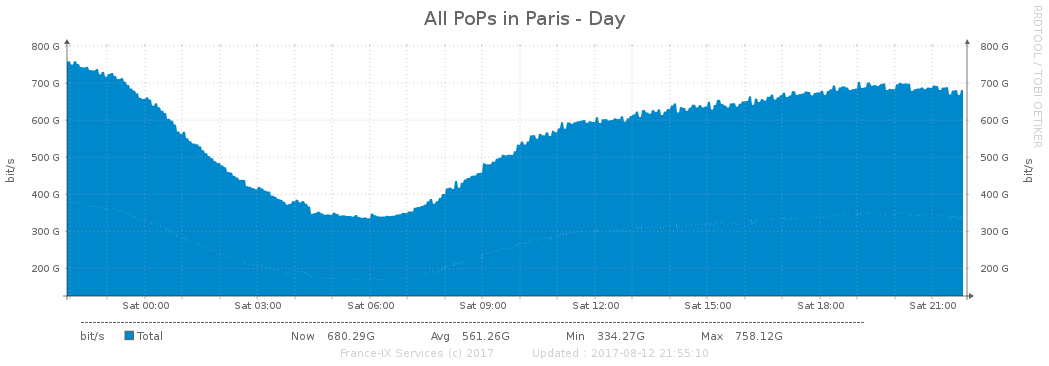 All PoPs in Paris - Day
RRDTOOL / TOBI OETIKER
800 G 800 G
700 G 700 G
600 G 600 G
500 G 500 G
400 G 400 G
300 G 300 G
200 G 200 G
bit/s bit/s
Sat 00:00 Sat 03:00 Sat 06:00 Sat 09:00 Sat 12:00 Sat 15:00 Sat 18:00 Sat 21:00
bit/s Total Now 680.29G Avg 561.26G Min 334.27G Max 758.12G
France-IX Services (c) 2017 Updated : 2017-08-12 21:55:10